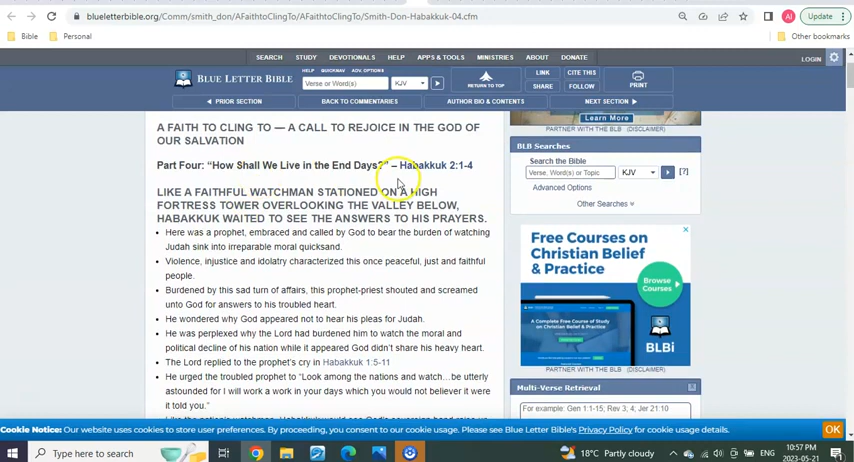 blueletterbible.org/Comm/smith_don/AFaithtoClingTo/AFaithtoClingTo/Smith-Don-Habakkuk-04.cfm
AI
Update
Bible
Personal
Other bookmarks
SEARCH STUDY DEVOTIONALS HELP APPS & TOOLS MINISTRIES ABOUT DONATE
LOGIN
BLUE LETTER BIBLE
HELP QUICKNAV ADV. OPTIONS
Verse or Word(s)
KJV
RETURN TO TOP
LINK
SHARE
CITE THIS
FOLLOW
PRINT
PRIOR SECTION
BACK TO COMMENTARIES
AUTHOR BIO & CONTENTS
NEXT SECTION
A FAITH TO CLING TO — A CALL TO REJOICE IN THE GOD OF
OUR SALVATION
Part Four: “How Shall We Live in the End Days?” – Habakkuk 2:1-4
LIKE A FAITHFUL WATCHMAN STATIONED ON A HIGH
FORTRESS TOWER OVERLOOKING THE VALLEY BELOW,
HABAKKUK WAITED TO SEE THE ANSWERS TO HIS PRAYERS.
• Here was a prophet, embraced and called by God to bear the burden of watching
Judah sink into irreparable moral quicksand.
• Violence, injustice and idolatry characterized this once peaceful, just and faithful
people.
• Burdened by this sad turn of affairs, this prophet-priest shouted and screamed
unto God for answers to his troubled heart.
• He wondered why God appeared not to hear his pleas for Judah.
• He was perplexed why the Lord had burdened him to watch the moral and
political decline of his nation while it appeared God didn't share his heavy heart.
• The Lord replied to the prophet's cry in Habakkuk 1:5-11
• He urged the troubled prophet to “Look among the nations and watch…be utterly
astounded for I will work a work in your days which you would not believe it were
it told you.”
Learn More
PARTNER WITH THE BLB (DISCLAIMER)
BLB Searches
Search the Bible
Verse, Word(s) or Topic
KJV
[?]
Advanced Options
Other Searches
Free Courses on
Christian Belief
& Practice
Browse
Courses
BLBi
PARTNER WITH THE BLB (DISCLAIMER)
Multi-Verse Retrieval
For example: Gen 1:1-15; Rev 3; 4; Jer 21:10
Cookie Notice: Our website uses cookies to store user preferences. By proceeding, you consent to our cookie usage. Please see Blue Letter Bible's Privacy Policy for cookie usage details.
OK
Type here to search
18°C Partly cloudy
ENG
10:57 PM
2023-05-21